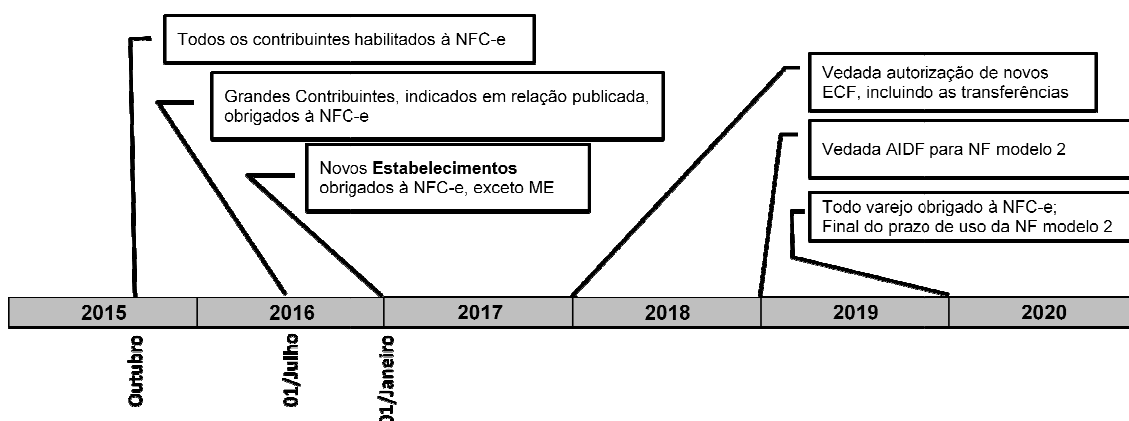 Todos os contribuintes habilitados à NFC-e
Grandes Contribuintes, indicados em relação publicada,
obrigados à NFC-e
Novos Estabelecimentos
obrigados à NFC-e, exceto ME
Vedada autorização de novos
ECF, incluindo as transferências
Vedada AIDF para NF modelo 2
Todo varejo obrigado à NFC-e;
Final do prazo de uso da NF modelo 2
2015
2016
2017
2018
2019
2020
Outubro
01/Julho
01/Janeiro